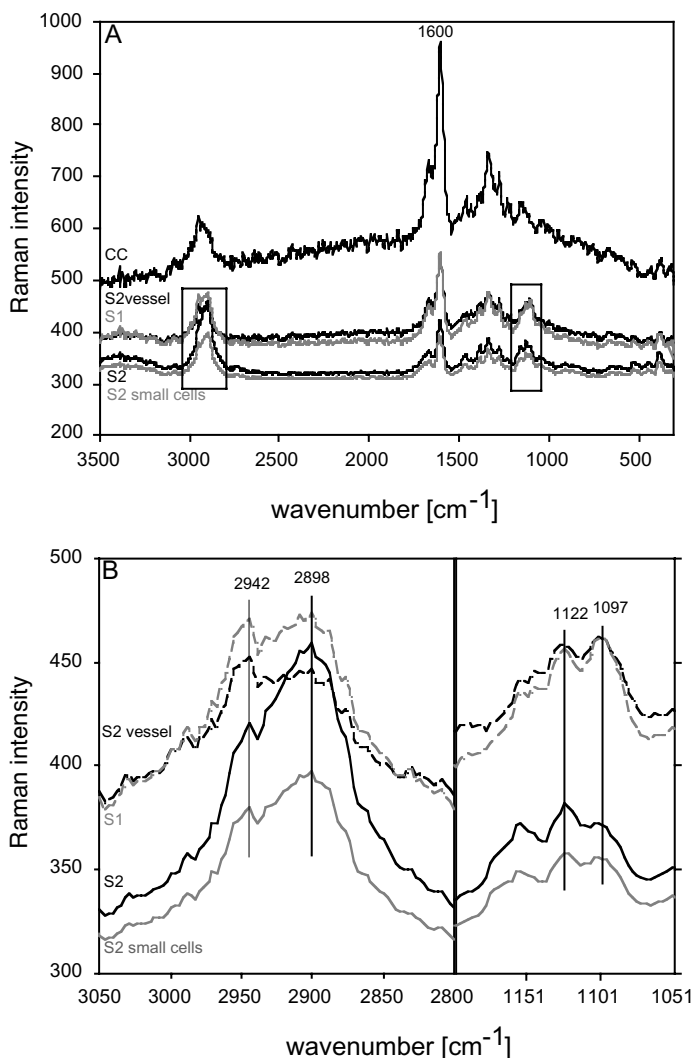 A
1600
1000
900
800
700
600
500
400
300
200
Raman intensity
CC
S2vessel
S1
S2
S2 small cells
3500 3000 2500 2000 1500 1000 500
wavenumber [cm-1]
B
2942 2898 1122 1097
500
450
400
350
300
Raman intensity
S2 vessel
S1
S2
S2 small cells
3050 3000 2950 2900 2850 2800 1151 1101 1051
wavenumber [cm-1]